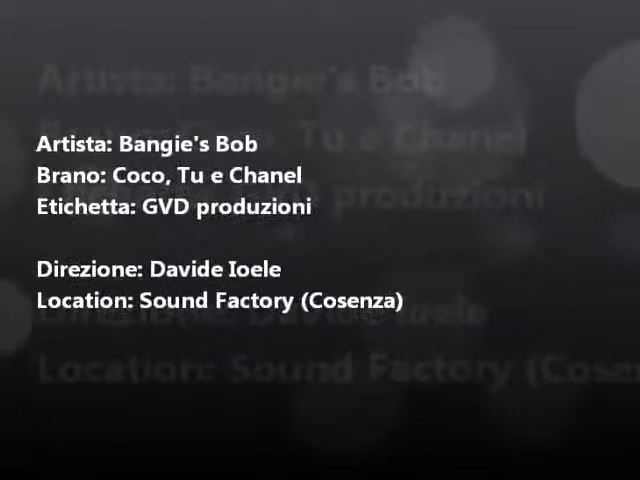 Artista: Bangie's Bob
Brano: Coco, Tu e Chanel
Etichetta: GVD produzioni
Direzione: Davide Ioele
Location: Sound Factory (Cosenza)